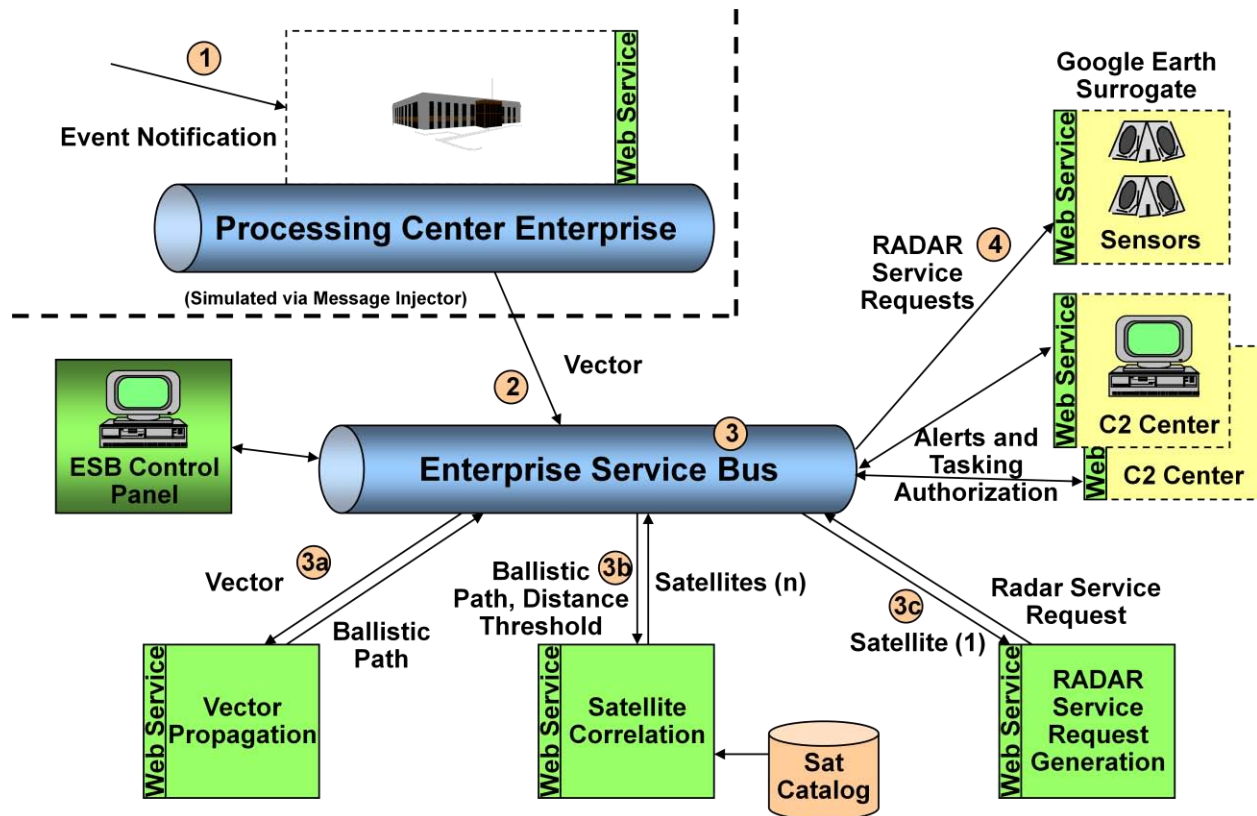 1
Event Notification
Web Service
Processing Center Enterprise
(Simulated via Message Injector)
Google Earth
Surrogate
Web Service
Sensors
RADAR
Service
Requests
4
Vector
2
Web Service
C2 Center
Web
C2 Center
Alerts and
Tasking
Authorization
ESB Control
Panel
3
Enterprise Service Bus
Vector
3a
Ballistic
Path
Ballistic
Path, Distance
Threshold
3b
Satellites (n)
3c
Satellite (1)
Radar Service
Request
Web Service
Vector
Propagation
Web Service
Satellite
Correlation
Sat
Catalog
Web Service
RADAR
Service
Request
Generation